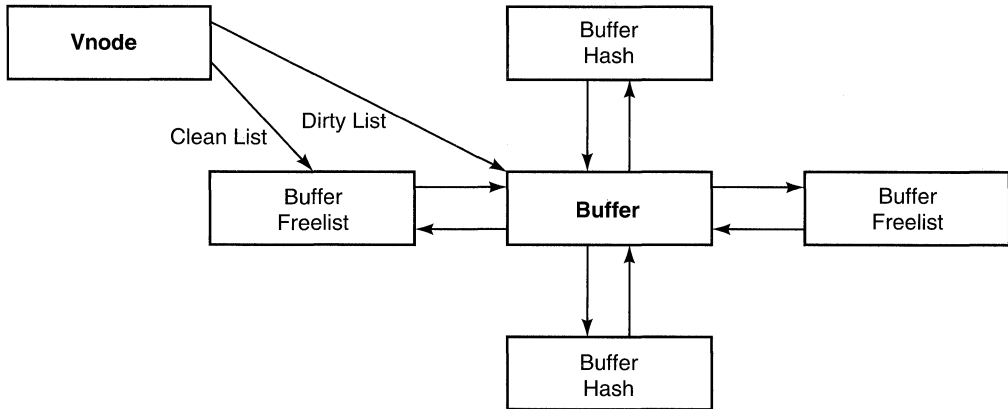 Vnode
Buffer
Hash
Dirty List
Clean List
Buffer
Freelist
Buffer
Buffer
Freelist
Buffer
Hash